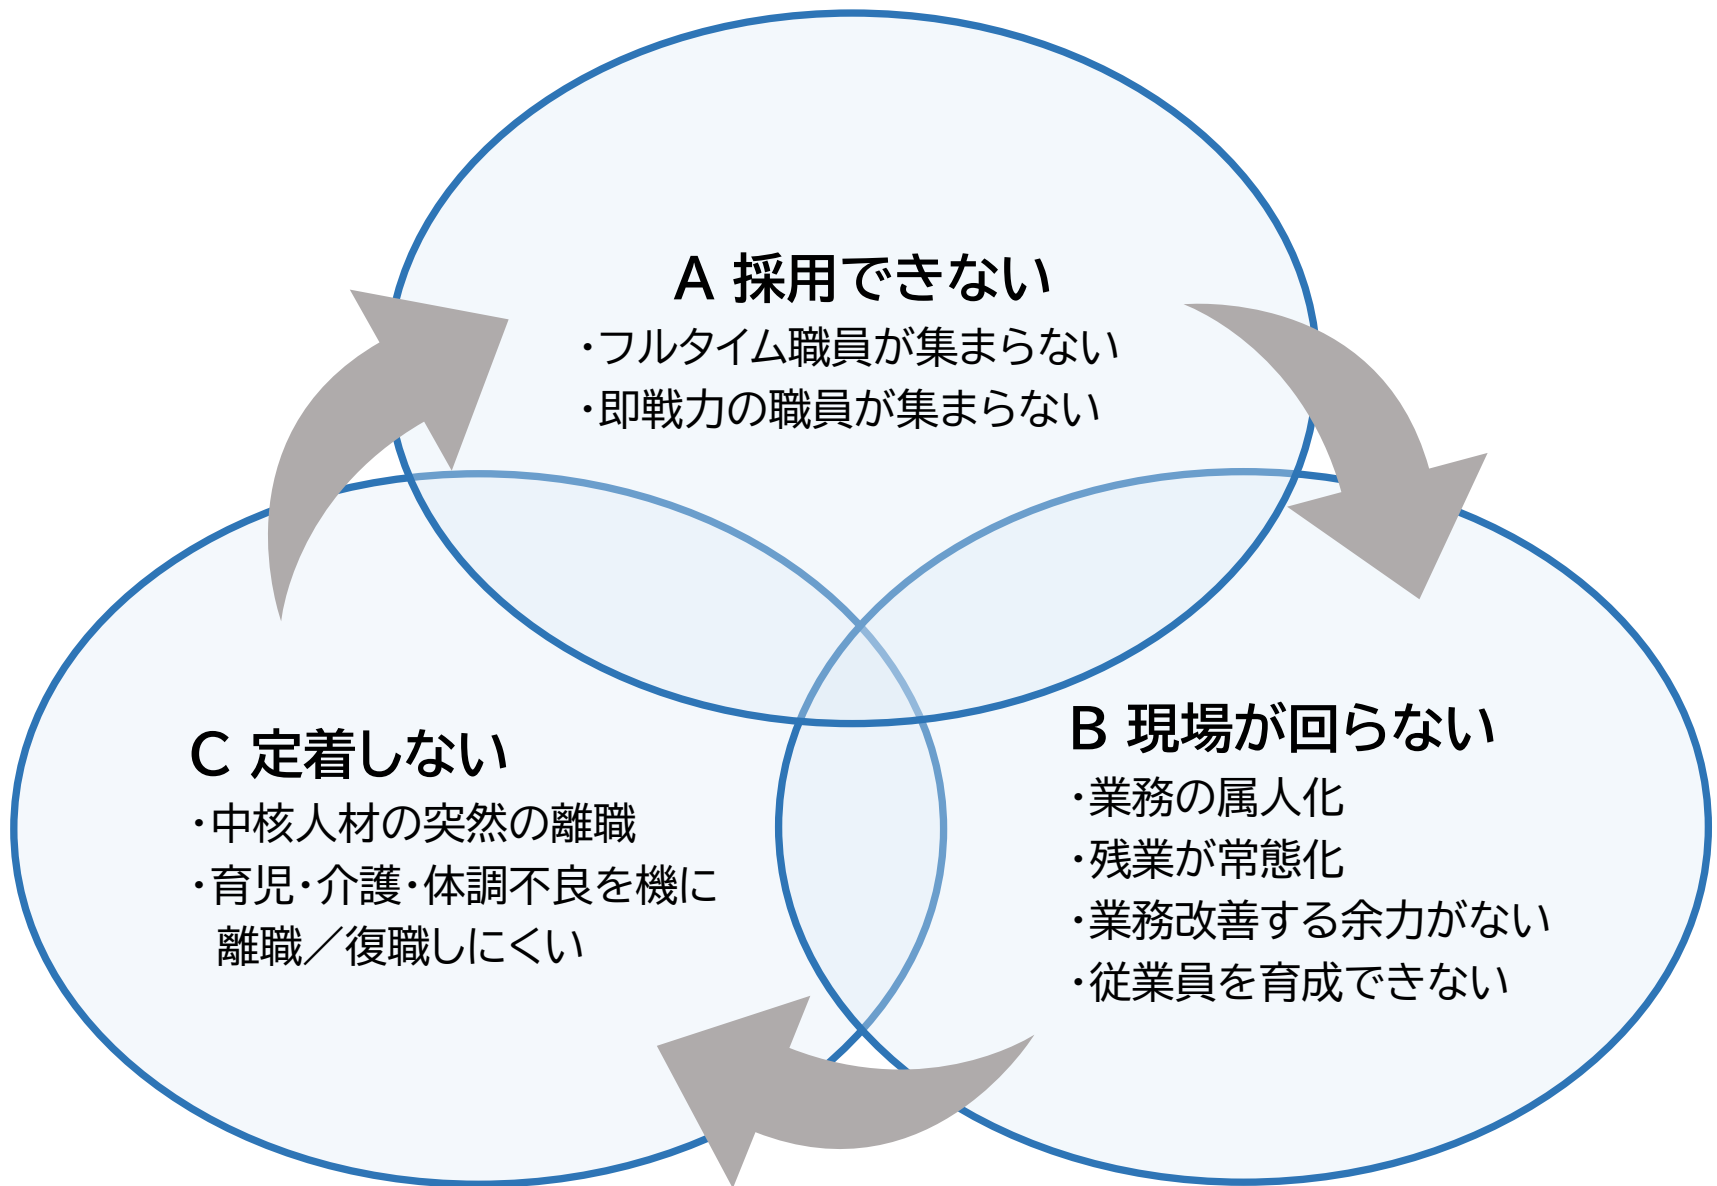 A 採用できない
・フルタイム職員が集まらない
・即戦力の職員が集まらない
B 現場が回らない
・業務の属人化
・残業が常態化
・業務改善する余力がない
・従業員を育成できない
C 定着しない
・中核人材の突然の離職
・育児・介護・体調不良を機に
離職／復職しにくい